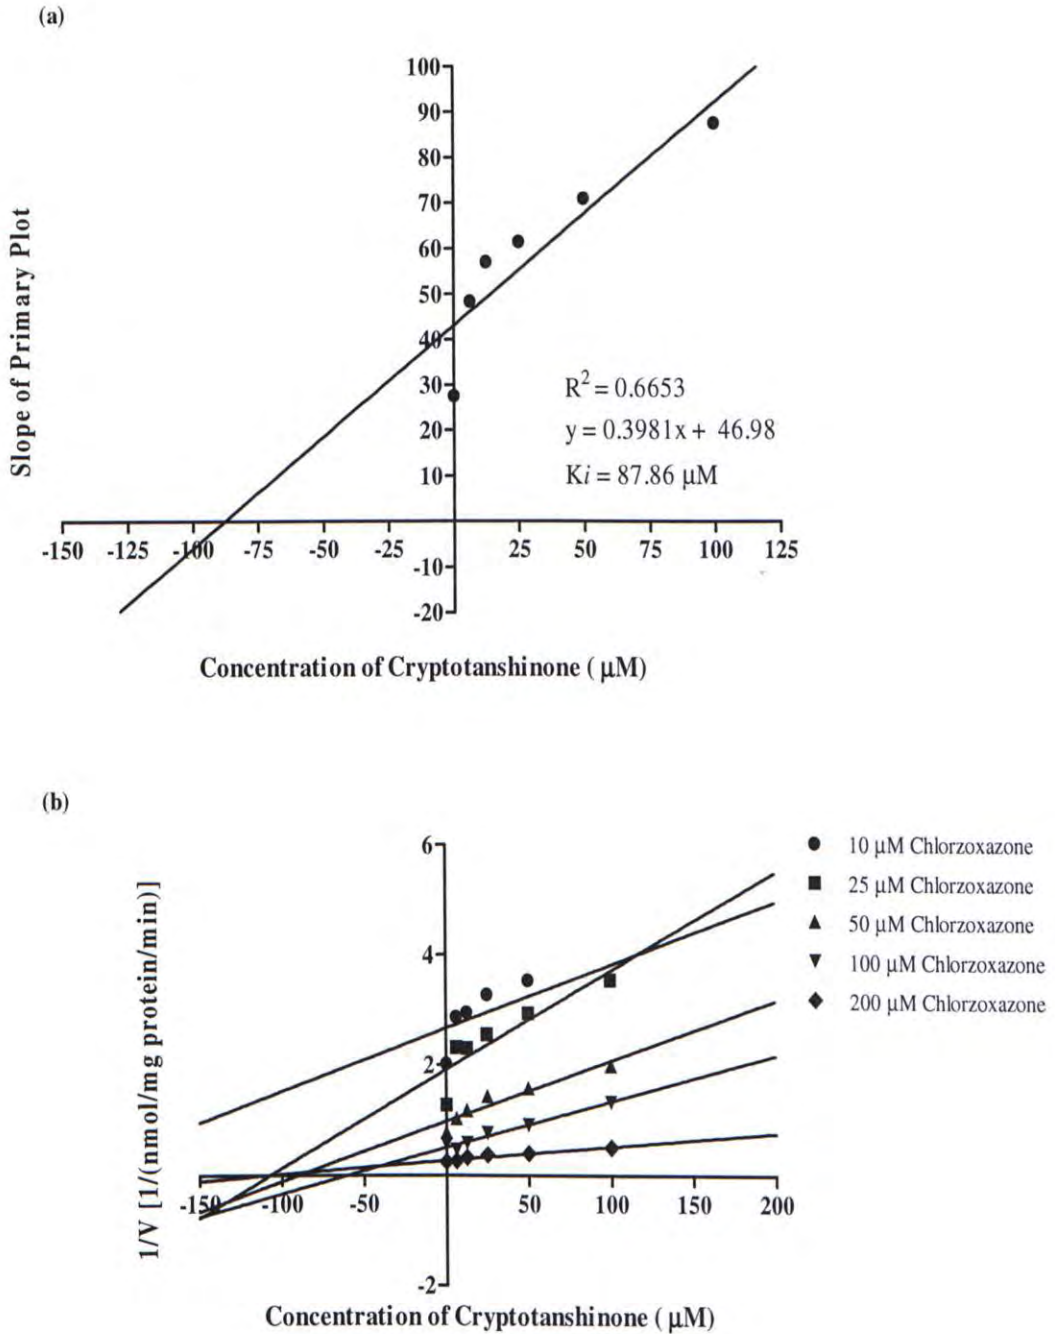 (a)
100
90
80
70
60
50
40
30
20
10
-10
-20
-150 -125 -100 -75 -50 -25 25 50 75 100 125
Slope of Primary Plot
R² = 0.6653
y = 0.3981x + 46.98
Ki = 87.86 μM
Concentration of Cryptotanshinone ( μM)
(b)
6
4
2
-2
-150 -100 -50 50 100 150 200
1/V [1/(nmol/mg protein/min)]
10 μM Chlorzoxazone
25 μM Chlorzoxazone
50 μM Chlorzoxazone
100 μM Chlorzoxazone
200 μM Chlorzoxazone
Concentration of Cryptotanshinone ( μM)